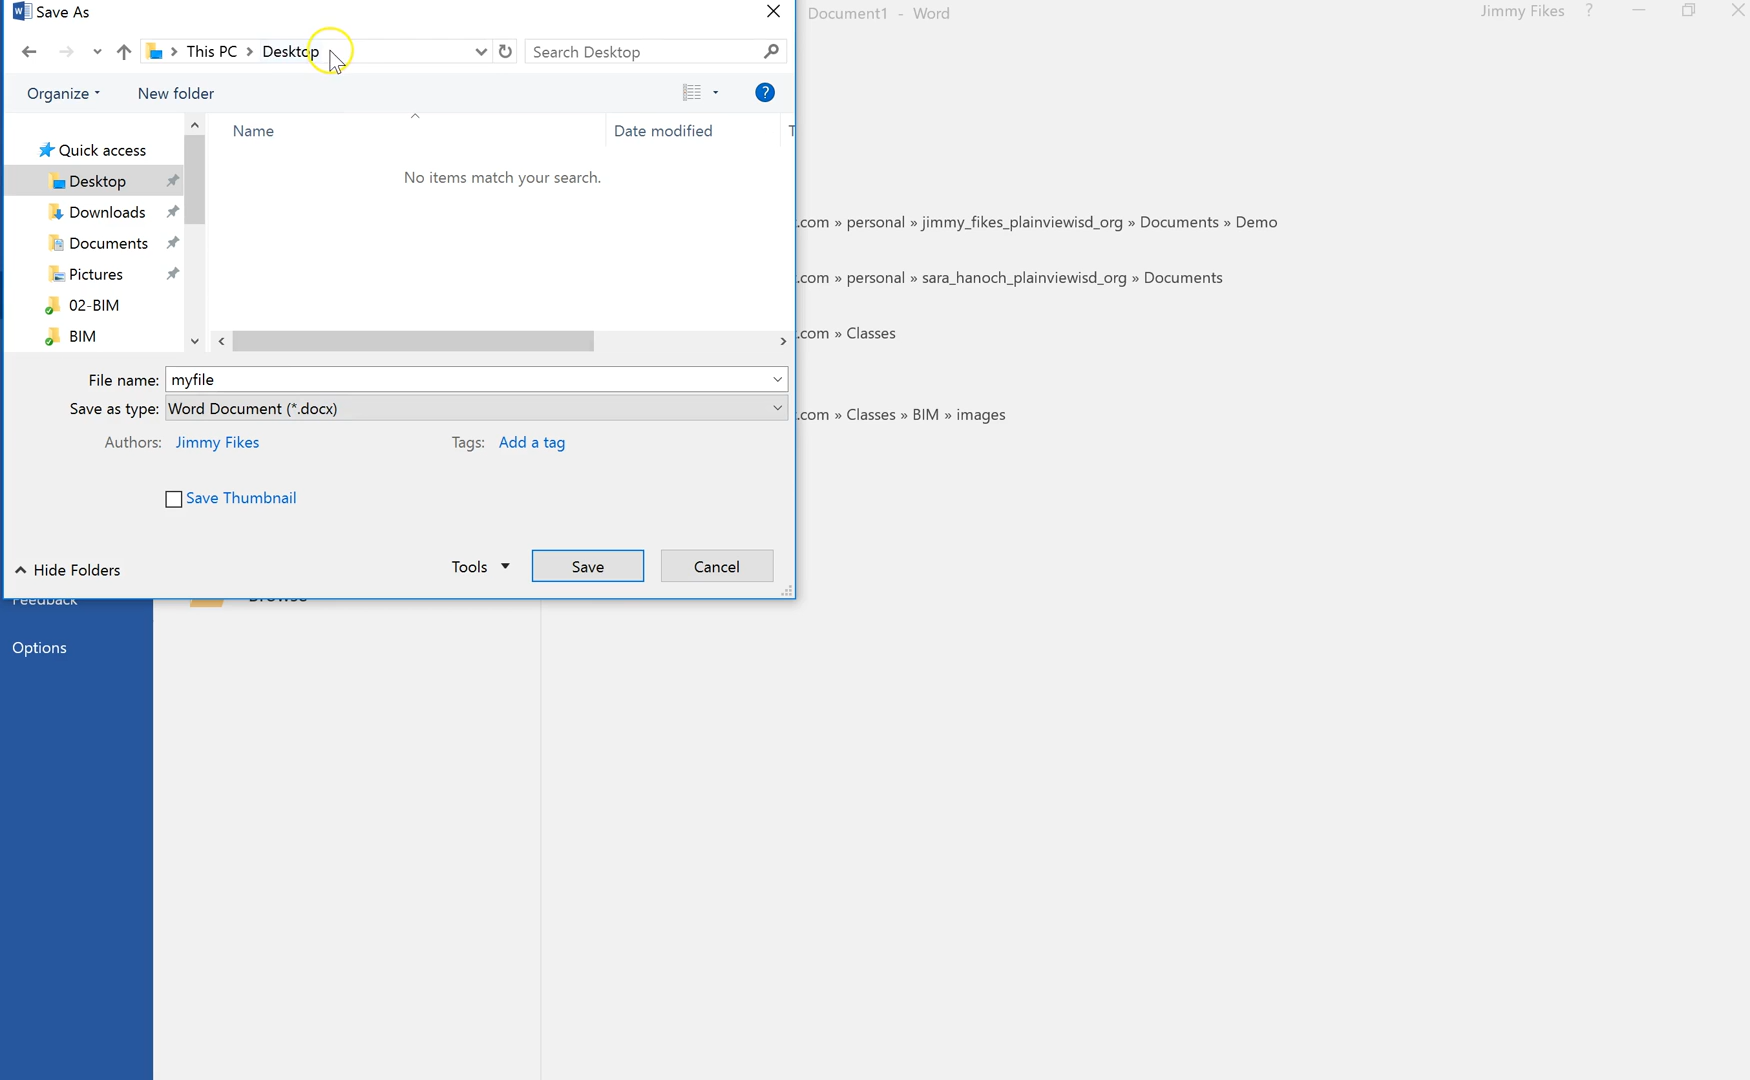 Save As
Document1 - Word
Jimmy Fikes ?
This PC > Desktop
Search Desktop
Organize
New folder
?
Name
Date modified
Quick access
No items match your search.
Desktop
Downloads
Documents
Pictures
02-BIM
BIM
.com » personal » jimmy_fikes_plainviewisd_org » Documents » Demo
.com » personal » sara_hanoch_plainviewisd_org » Documents
.com » Classes
.com » Classes » BIM » images
File name: myfile
Save as type: Word Document (*.docx)
Authors: Jimmy Fikes
Tags: Add a tag
Save Thumbnail
Hide Folders
Tools
Save
Cancel
Feedback
Browse
Options